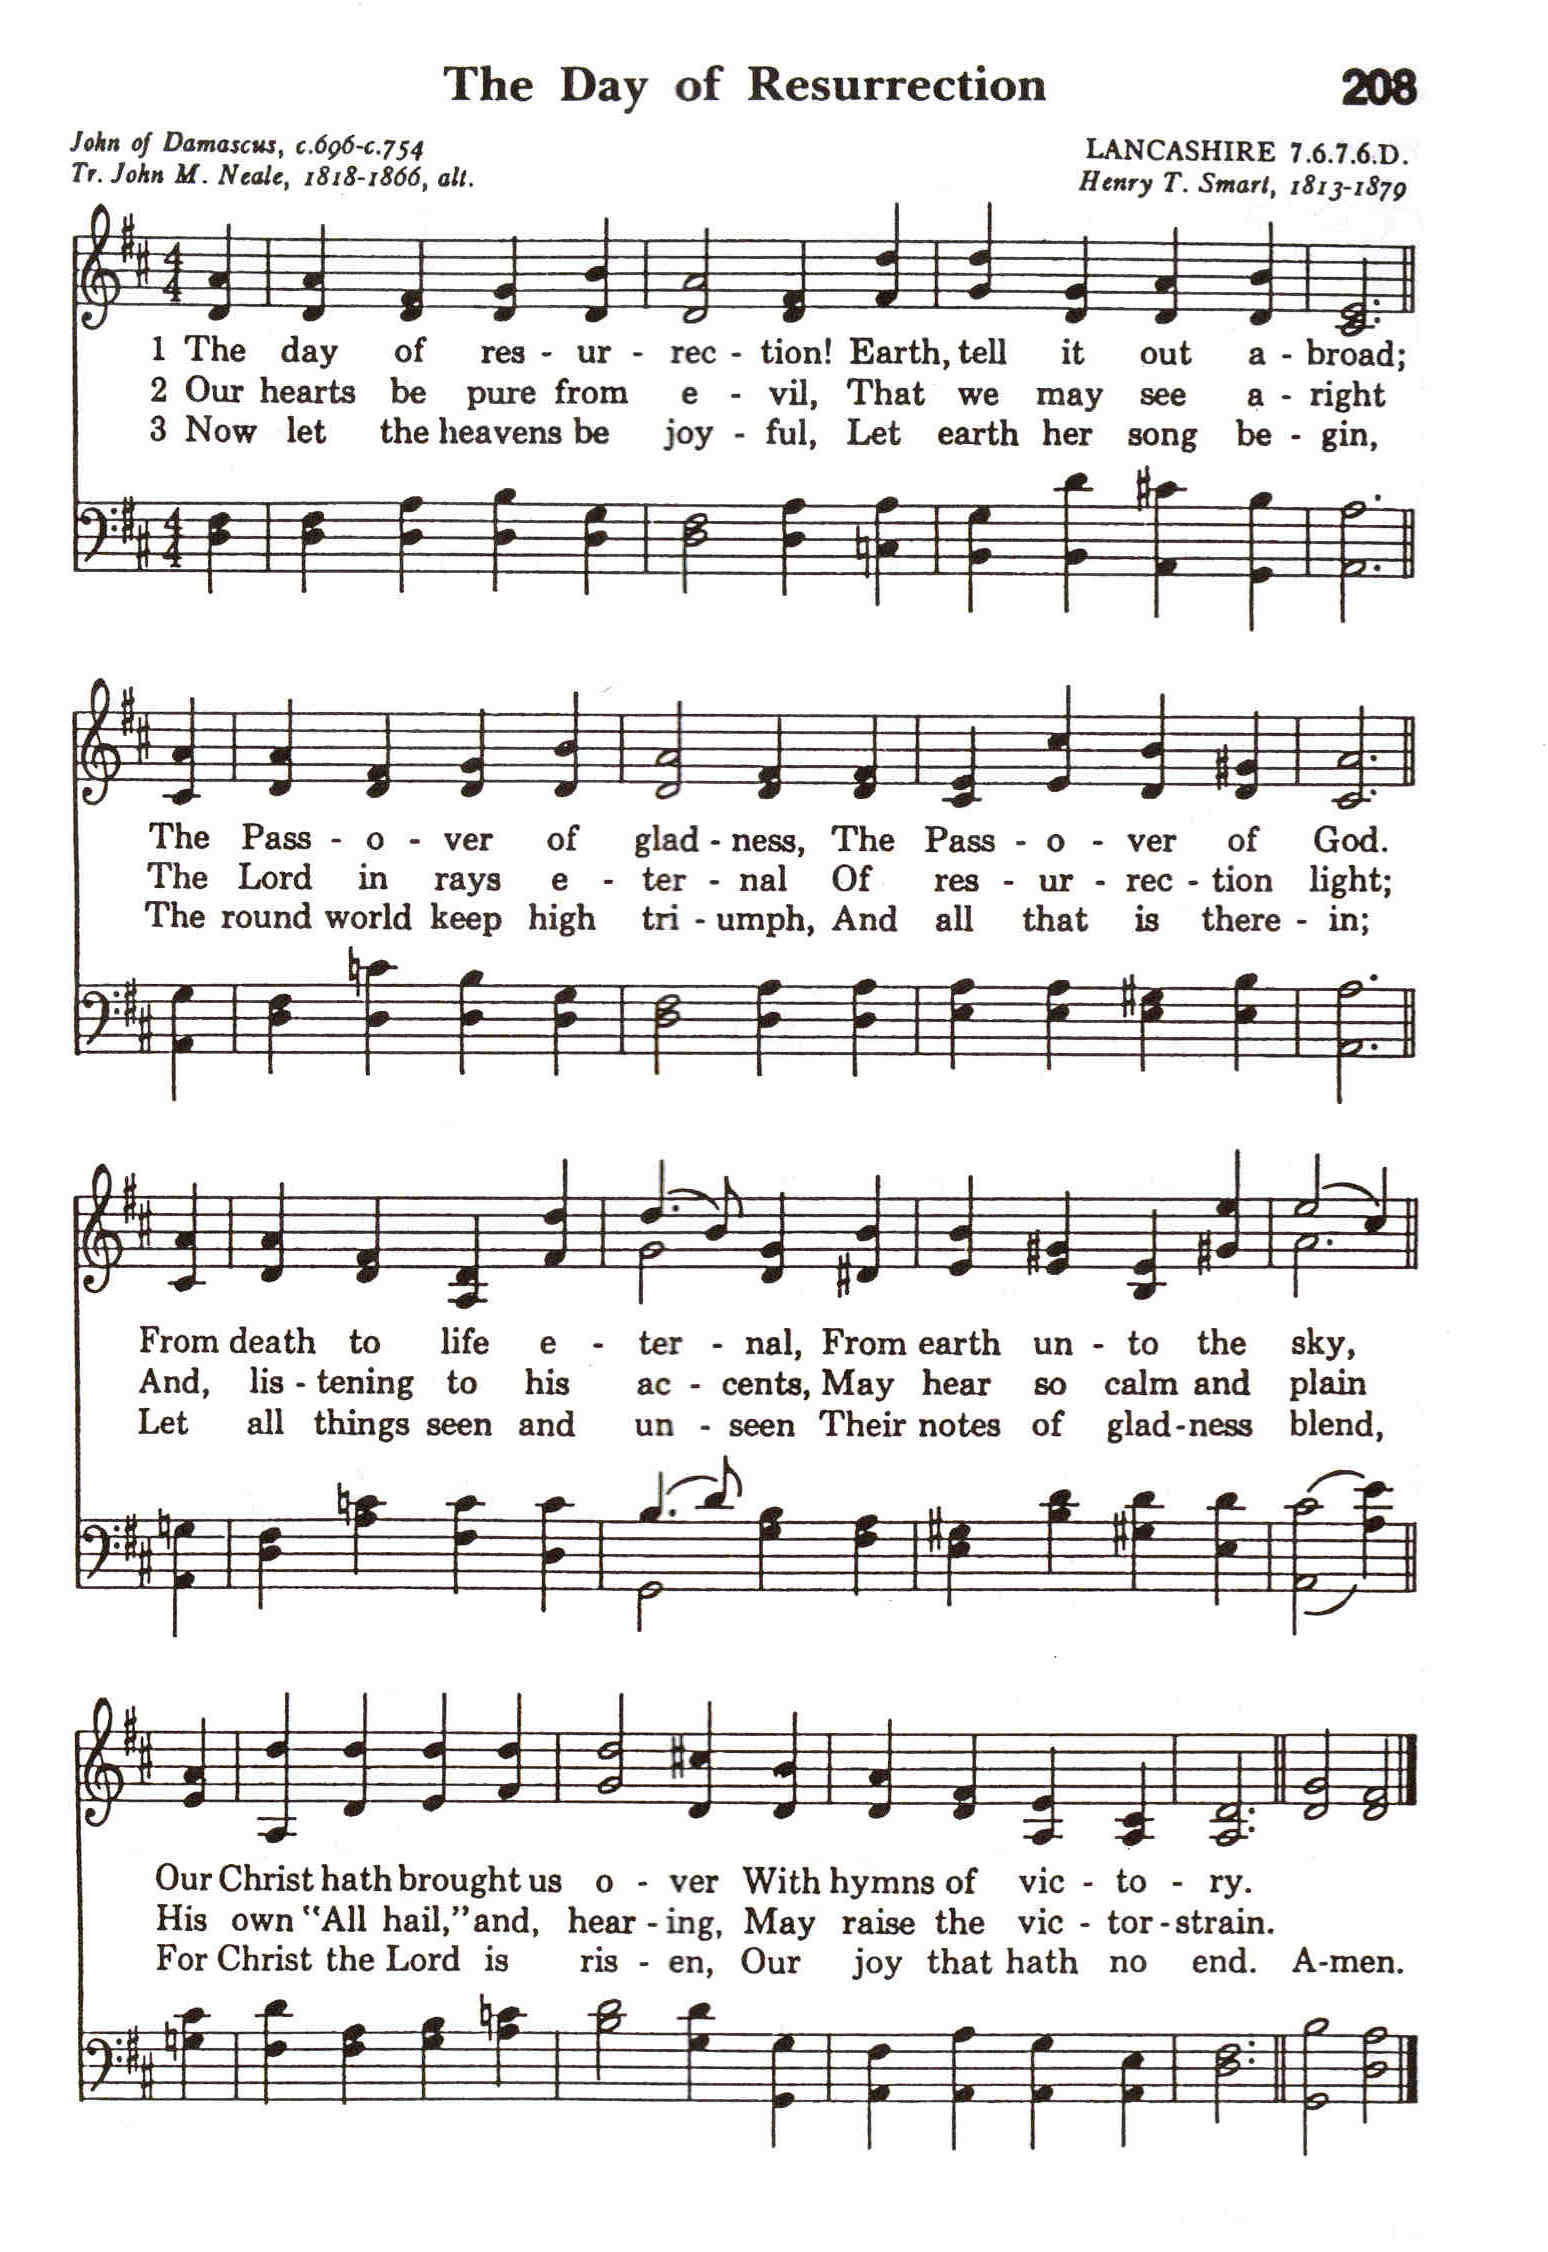 The Day of Resurrection 208
John of Damascus, c.696-c.754
LANCASHIRE 7.6.7.6.D.
Tr. John M. Neale, 1818-1866, alt.
Henry T. Smart, 1813-1879
1 The day of res - ur - rec - tion! Earth, tell it out a - broad;
2 Our hearts be pure from e - vil, That we may see a - right
3 Now let the heavens be joy - ful, Let earth her song be - gin,
The Pass - o - ver of glad - ness, The Pass - o - ver of God.
The Lord in rays e - ter - nal Of res - ur - rec - tion light;
The round world keep high tri - umph, And all that is there - in;
From death to life e - ter - nal, From earth un - to the sky,
And, lis - tening to his ac - cents, May hear so calm and plain
Let all things seen and un - seen Their notes of glad - ness blend,
Our Christ hath brought us o - ver With hymns of vic - to - ry.
His own "All hail," and, hear - ing, May raise the vic - tor - strain.
For Christ the Lord is ris - en, Our joy that hath no end. A-men.